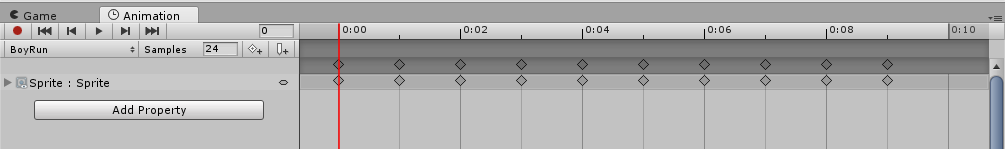 Game Animation
0 0:00 0:02 0:04 0:06 0:08 0:10
BoyRun Samples 24
Sprite : Sprite
Add Property